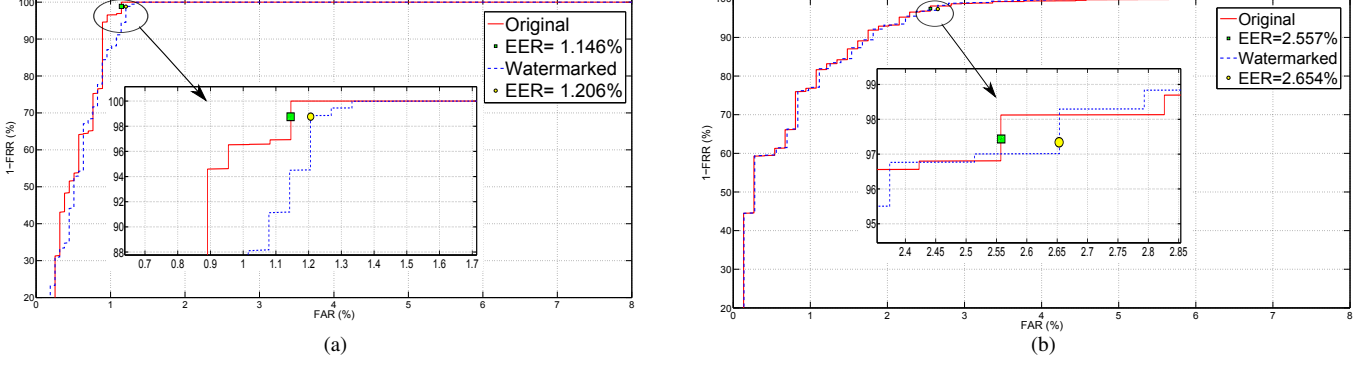 100
90
80
70
60
50
40
30
20
1−FRR (%)
0 1 2 3 4 5 6 7 8
FAR (%)
Original
EER= 1.146%
Watermarked
EER= 1.206%
100
98
96
94
92
90
88
0.7 0.8 0.9 1 1.1 1.2 1.3 1.4 1.5 1.6 1.7
(a)
100
90
80
70
60
50
40
30
20
1−FRR (%)
0 1 2 3 4 5 6 7 8
FAR (%)
Original
EER=2.557%
Watermarked
EER=2.654%
99
98
97
96
95
2.4 2.45 2.5 2.55 2.6 2.65 2.7 2.75 2.8 2.85
(b)